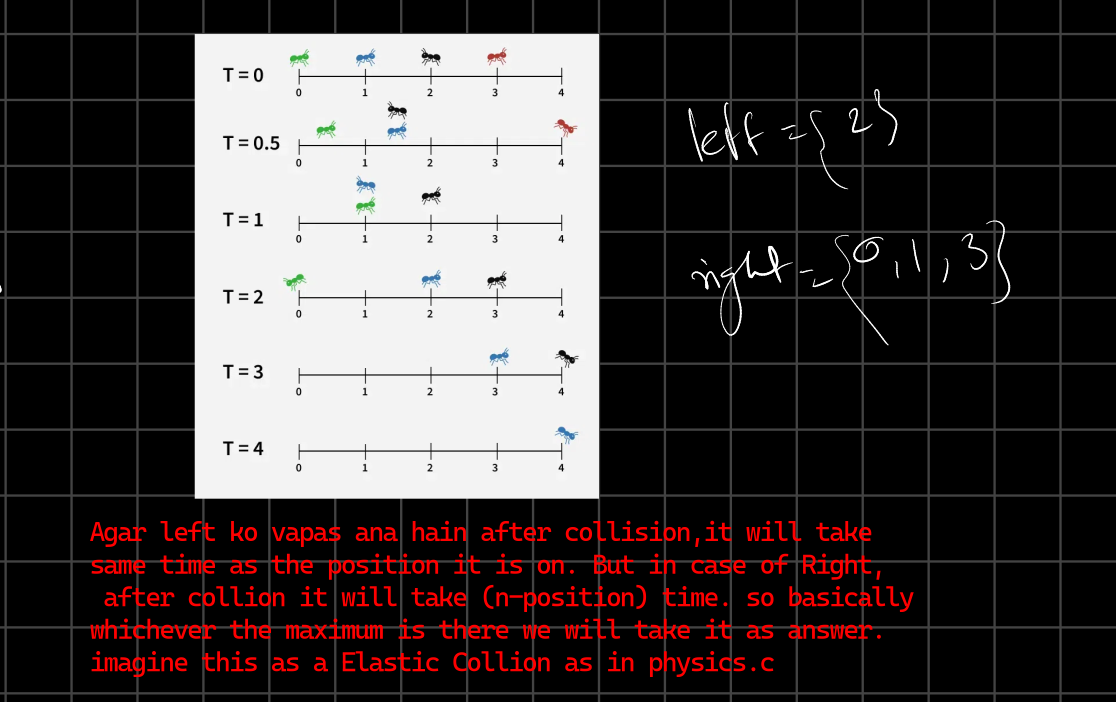 T = 0
0 1 2 3 4
T = 0.5
0 1 2 3 4
T = 1
0 1 2 3 4
T = 2
0 1 2 3 4
T = 3
0 1 2 3 4
T = 4
0 1 2 3 4
left = {2}
right = {0, 1, 3}
Agar left ko vapas ana hain after collision,it will take
same time as the position it is on. But in case of Right,
after collion it will take (n-position) time. so basically
whichever the maximum is there we will take it as answer.
imagine this as a Elastic Collion as in physics.c